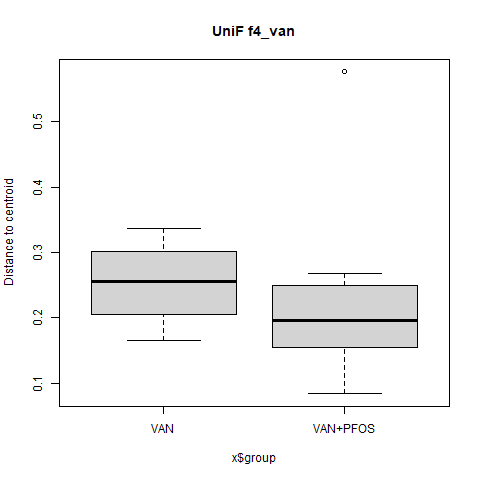 UniF f4_van
Distance to centroid
0.5
0.4
0.3
0.2
0.1
VAN
VAN+PFOS
x$group